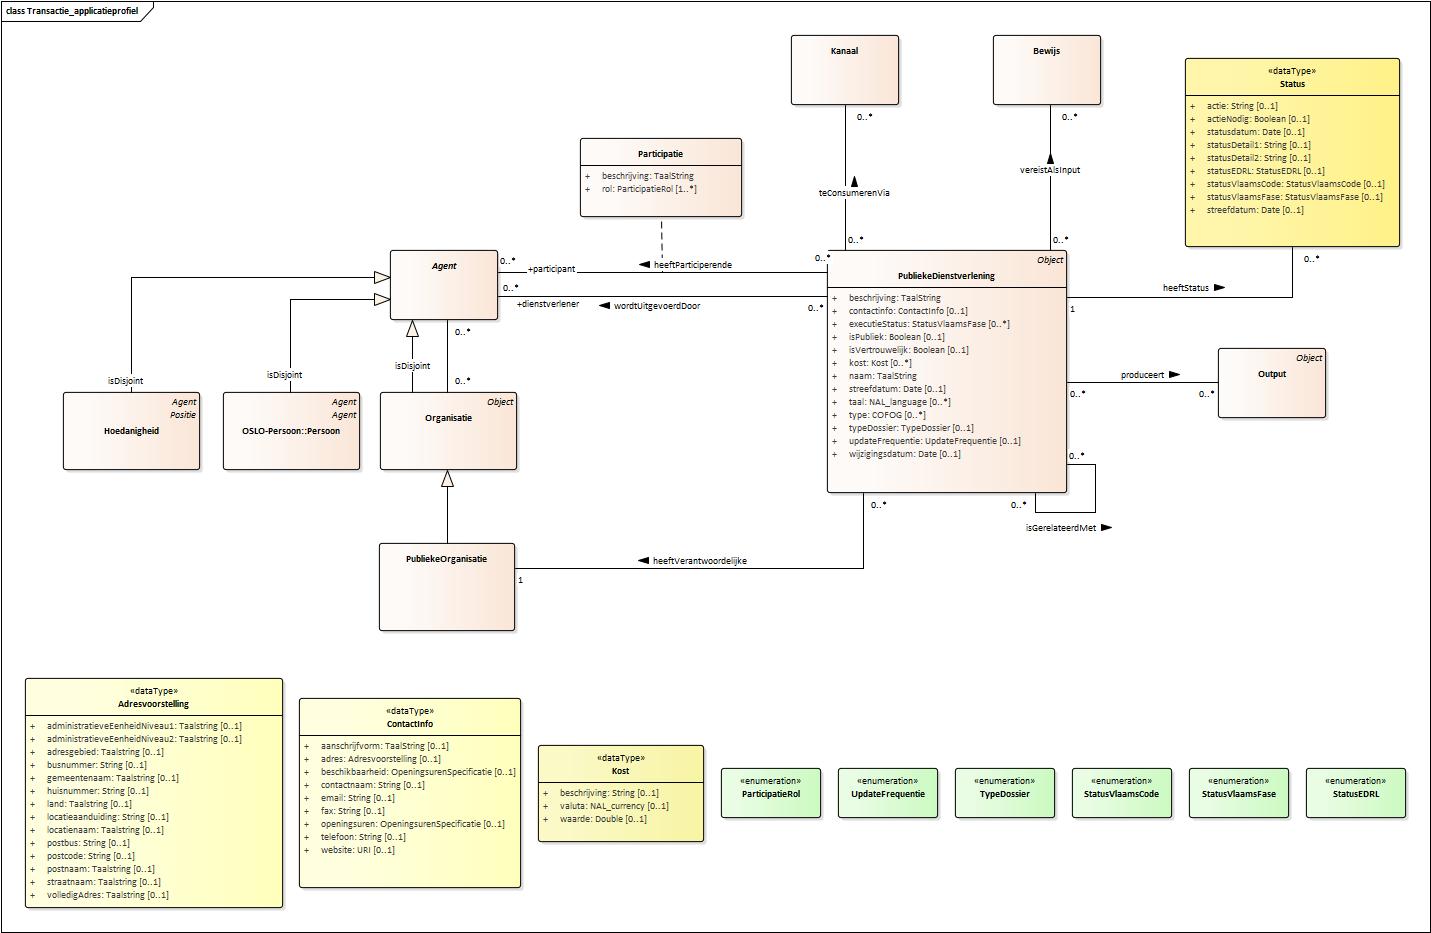 class Transactie_applicatieprofiel
Kanaal
Bewijs
«dataType»
Status
+ actie: String [0..1]
+ actieNodig: Boolean [0..1]
+ statusdatum: Date [0..1]
+ statusDetail1: String [0..1]
+ statusDetail2: String [0..1]
+ statusEDRL: StatusEDRL [0..1]
+ statusVlaamsCode: StatusVlaamsCode [0..1]
+ statusVlaamsFase: StatusVlaamsFase [0..1]
+ streefdatum: Date [0..1]
0..*
0..*
Participatie
+ beschrijving: TaalString
+ rol: ParticipatieRol [1..*]
teConsumerenVia
vereistAlsInput
0..*
0..*
Agent
0..*
+participant
heeftParticiperende
0..*
0..*
+dienstverlener
wordtUitgevoerdDoor
0..*
Object
PubliekeDienstverlening
+ beschrijving: TaalString
+ contactinfo: ContactInfo [0..1]
+ executieStatus: StatusVlaamsFase [0..*]
+ isPubliek: Boolean [0..1]
+ isVertrouwelijk: Boolean [0..1]
+ kost: Kost [0..*]
+ naam: TaalString
+ streefdatum: Date [0..1]
+ taal: NAL_language [0..*]
+ type: COFOG [0..*]
+ typeDossier: TypeDossier [0..1]
+ updateFrequentie: UpdateFrequentie [0..1]
+ wijzigingsdatum: Date [0..1]
0..*
heeftStatus
1
Object
Output
produceert
0..*
0..*
0..*
0..*
isGerelateerdMet
0..*
isDisjoint
isDisjoint
isDisjoint
0..*
0..*
Agent
Positie
Hoedanigheid
Agent
Agent
OSLO-Persoon::Persoon
Object
Organisatie
PubliekeOrganisatie
heeftVerantwoordelijke
1
«dataType»
Adresvoorstelling
+ administratieveEenheidNiveau1: Taalstring [0..1]
+ administratieveEenheidNiveau2: Taalstring [0..1]
+ adresgebied: Taalstring [0..1]
+ busnummer: String [0..1]
+ gemeentenaam: Taalstring [0..1]
+ huisnummer: String [0..1]
+ land: Taalstring [0..1]
+ locatieaanduiding: String [0..1]
+ locatienaam: Taalstring [0..1]
+ postbus: String [0..1]
+ postcode: String [0..1]
+ postnaam: Taalstring [0..1]
+ straatnaam: Taalstring [0..1]
+ volledigAdres: Taalstring [0..1]
«dataType»
ContactInfo
+ aanschrijfvorm: TaalString [0..1]
+ adres: Adresvoorstelling [0..1]
+ beschikbaarheid: OpeningsurenSpecificatie [0..1]
+ contactnaam: String [0..1]
+ email: String [0..1]
+ fax: String [0..1]
+ openingsuren: OpeningsurenSpecificatie [0..1]
+ telefoon: String [0..1]
+ website: URI [0..1]
«dataType»
Kost
+ beschrijving: String [0..1]
+ valuta: NAL_currency [0..1]
+ waarde: Double [0..1]
«enumeration»
ParticipatieRol
«enumeration»
UpdateFrequentie
«enumeration»
TypeDossier
«enumeration»
StatusVlaamsCode
«enumeration»
StatusVlaamsFase
«enumeration»
StatusEDRL